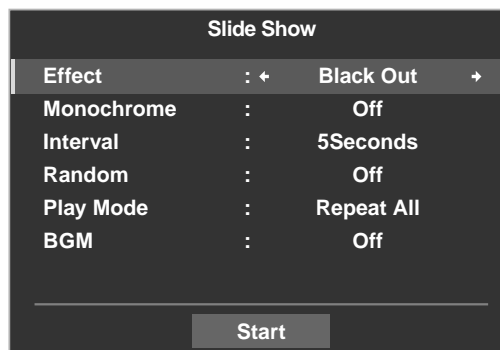 Slide Show
Effect : ← Black Out →
Monochrome : Off
Interval : 5Seconds
Random : Off
Play Mode : Repeat All
BGM : Off
Start